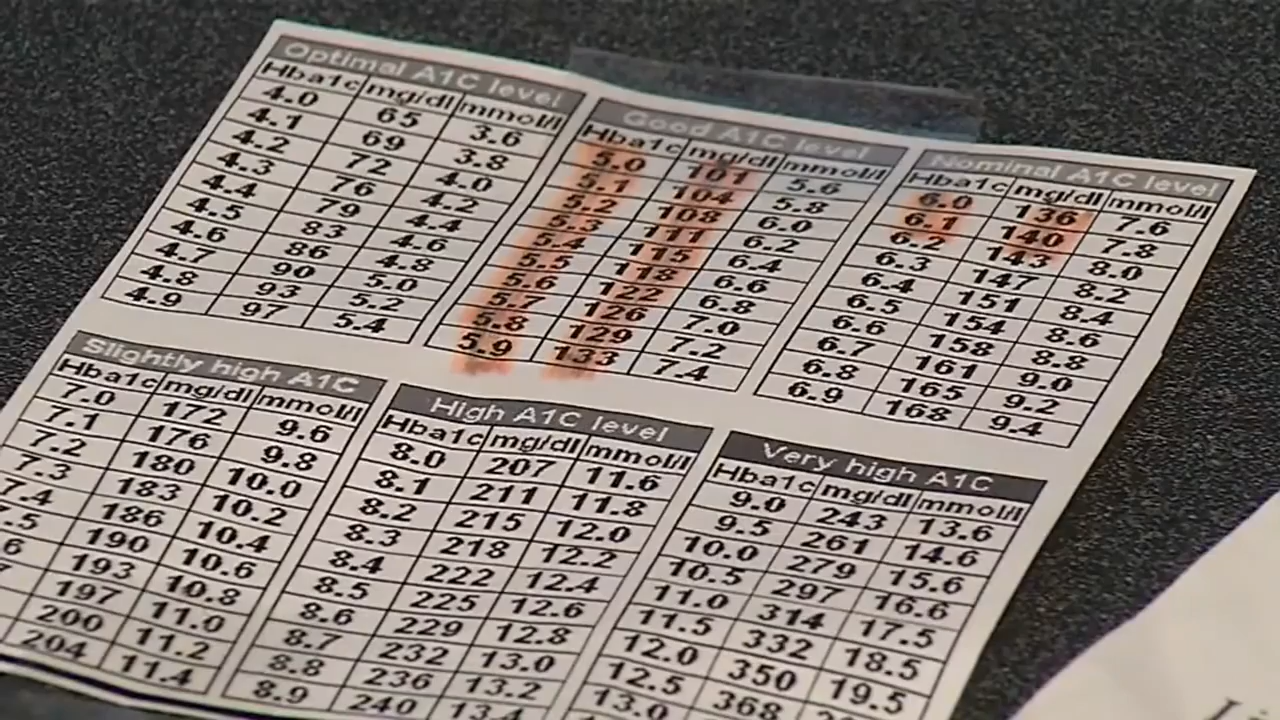 Optimal A1C level
Hba1c mg/dl mmol/l
4.0 65 3.6
4.1 69 3.8
4.2 72 4.0
4.3 76 4.2
4.4 79 4.4
4.5 83 4.6
4.6 86 4.8
4.7 90 5.0
4.8 93 5.2
4.9 97 5.4
Good A1C level
Hba1c mg/dl mmol/l
5.0 101 5.6
5.1 104 5.8
5.2 108 6.0
5.3 111 6.2
5.4 115 6.4
5.5 118 6.6
5.6 122 6.8
5.7 126 7.0
5.8 129 7.2
5.9 133 7.4
Nominal A1C level
Hba1c mg/dl mmol/l
6.0 136 7.6
6.1 140 7.8
6.2 143 8.0
6.3 147 8.2
6.4 151 8.4
6.5 154 8.6
6.6 158 8.8
6.7 161 9.0
6.8 165 9.2
6.9 168 9.4
Slightly high A1C
Hba1c mg/dl mmol/l
7.0 172 9.6
7.1 176 9.8
7.2 180 10.0
7.3 183 10.2
7.4 186 10.4
.5 190 10.6
6 193 10.8
197 11.0
200 11.2
204 11.4
High A1C level
Hba1c mg/dl mmol/l
8.0 207 11.6
8.1 211 11.8
8.2 215 12.0
8.3 218 12.2
8.4 222 12.4
8.5 225 12.6
8.6 229 12.8
8.7 232 13.0
8.8 236 13.2
8.9 240 13.4
Very high A1C
Hba1c mg/dl mmol/l
9.0 243 13.6
9.5 261 14.6
10.0 279 15.6
10.5 297 16.6
11.0 314 17.5
11.5 332 18.5
12.0 350 19.5
12.5 368
13.0